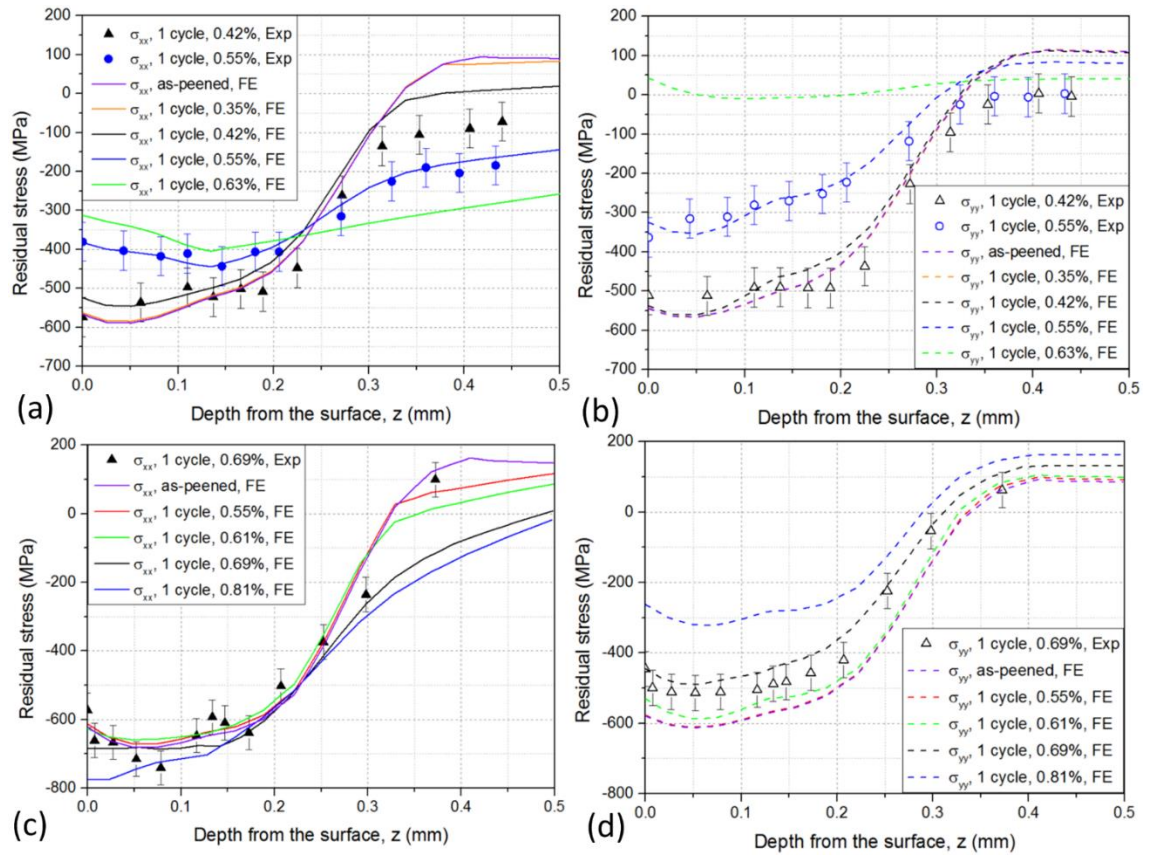 200
100
0
-100
-200
-300
-400
-500
-600
-700
Residual stress (MPa)
σxx, 1 cycle, 0.42%, Exp
σxx, 1 cycle, 0.55%, Exp
σxx, as-peened, FE
σxx, 1 cycle, 0.35%, FE
σxx, 1 cycle, 0.42%, FE
σxx, 1 cycle, 0.55%, FE
σxx, 1 cycle, 0.63%, FE
0.0 0.1 0.2 0.3 0.4 0.5
Depth from the surface, z (mm)
(a)
200
100
0
-100
-200
-300
-400
-500
-600
-700
Residual stress (MPa)
σyy, 1 cycle, 0.42%, Exp
σyy, 1 cycle, 0.55%, Exp
σyy, as-peened, FE
σyy, 1 cycle, 0.35%, FE
σyy, 1 cycle, 0.42%, FE
σyy, 1 cycle, 0.55%, FE
σyy, 1 cycle, 0.63%, FE
0.0 0.1 0.2 0.3 0.4 0.5
Depth from the surface, z (mm)
(b)
200
0
-200
-400
-600
-800
Residual stress (MPa)
σxx, 1 cycle, 0.69%, Exp
σxx, as-peened, FE
σxx, 1 cycle, 0.55%, FE
σxx, 1 cycle, 0.61%, FE
σxx, 1 cycle, 0.69%, FE
σxx, 1 cycle, 0.81%, FE
0.0 0.1 0.2 0.3 0.4 0.5
Depth from the surface, z (mm)
(c)
200
100
0
-200
-400
-600
-800
Residual stress (MPa)
σyy, 1 cycle, 0.69%, Exp
σyy, as-peened, FE
σyy, 1 cycle, 0.55%, FE
σyy, 1 cycle, 0.61%, FE
σyy, 1 cycle, 0.69%, FE
σyy, 1 cycle, 0.81%, FE
0.0 0.1 0.2 0.3 0.4 0.5
Depth from the surface, z (mm)
(d)